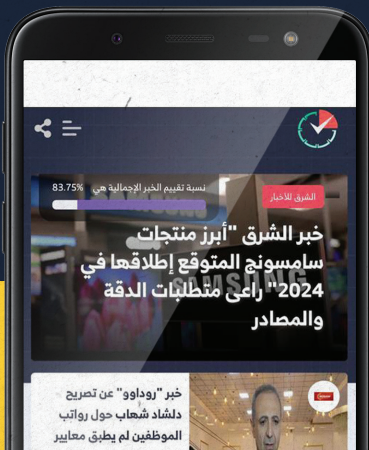 نسبة تقييم الخبر الإجمالية هي 83.75%
الشرق للأخبار
خبر الشرق "أبرز منتجات
سامسونج المتوقع إطلاقها في
2024" راعى متطلبات الدقة
والمصادر
SAMSUNG
خبر "روداوو" عن تصريح
دلشاد شهاب حول رواتب
الموظفين لم يطبق معايير